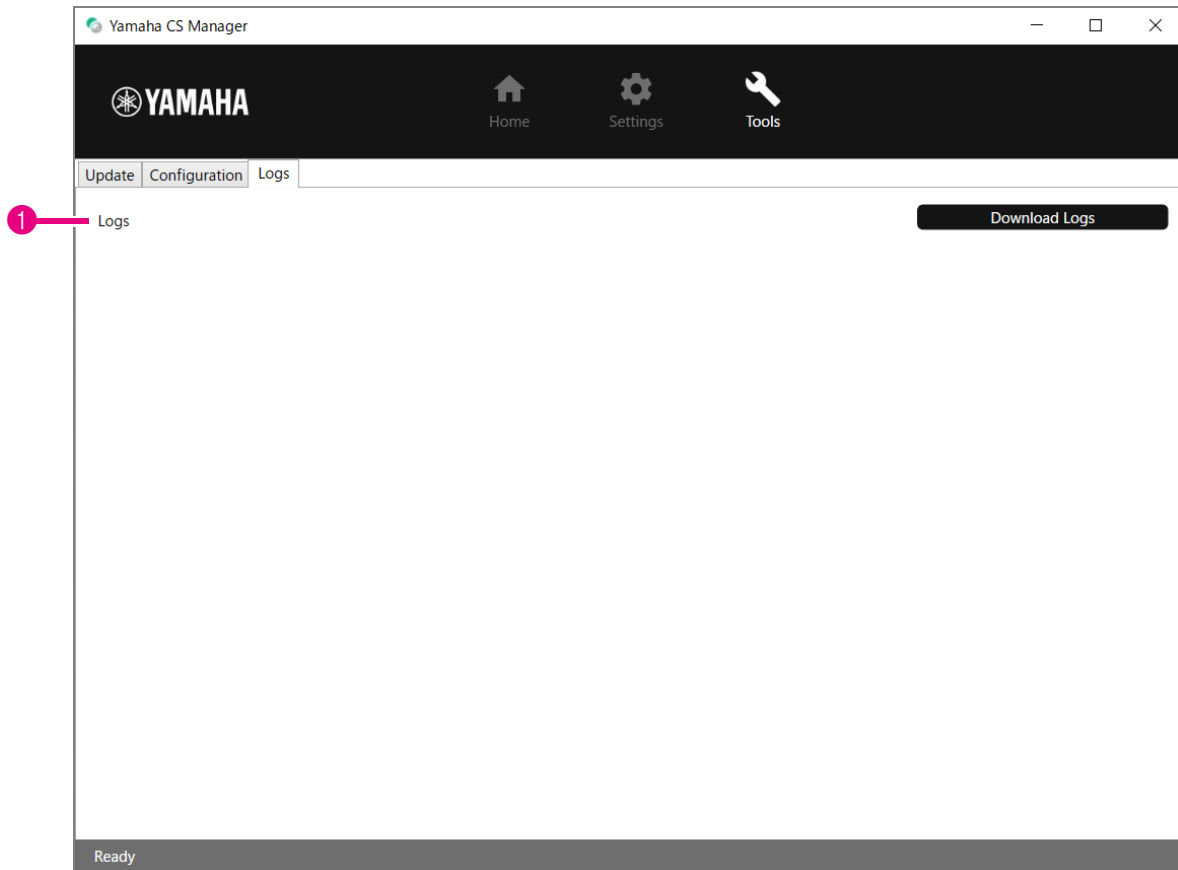 Yamaha CS Manager
YAMAHA
Home Settings Tools
Update Configuration Logs
1 Logs Download Logs
Ready